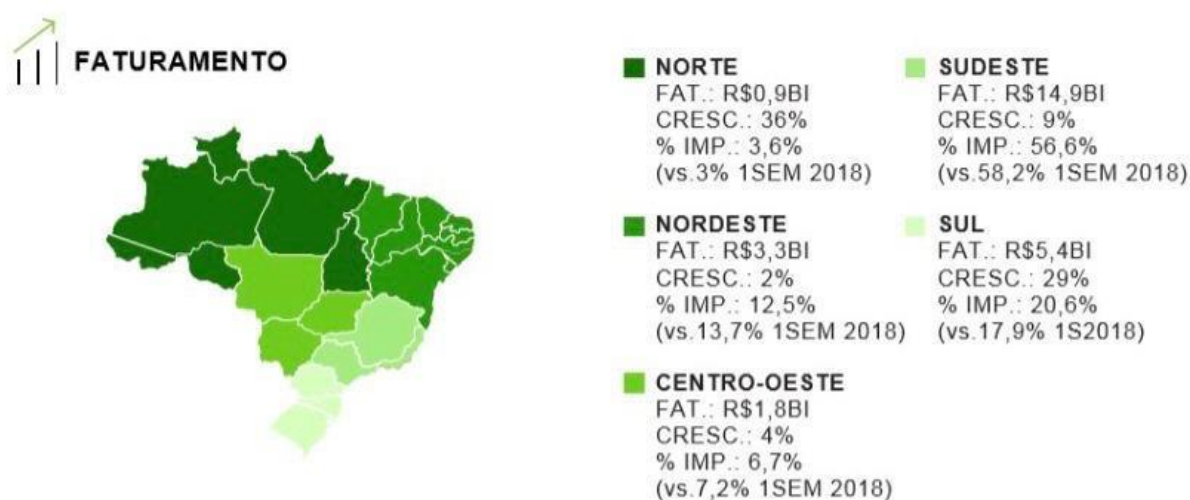 FATURAMENTO
NORTE
FAT.: R$0,9BI
CRESC.: 36%
% IMP.: 3,6%
(vs.3% 1SEM 2018)
NORDESTE
FAT.: R$3,3BI
CRESC.: 2%
% IMP.: 12,5%
(vs.13,7% 1SEM 2018)
CENTRO-OESTE
FAT.: R$1,8BI
CRESC.: 4%
% IMP.: 6,7%
(vs.7,2% 1SEM 2018)
SUDESTE
FAT.: R$14,9BI
CRESC.: 9%
% IMP.: 56,6%
(vs.58,2% 1SEM 2018)
SUL
FAT.: R$5,4BI
CRESC.: 29%
% IMP.: 20,6%
(vs.17,9% 1S2018)